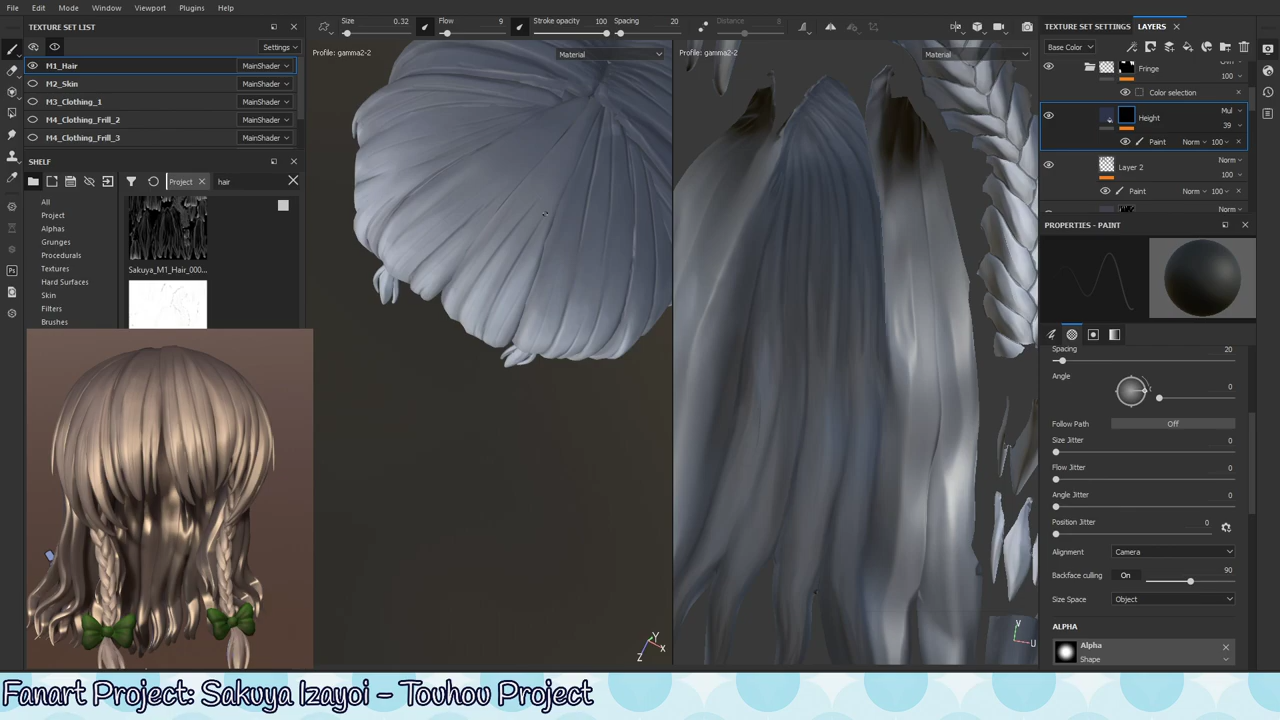 File Edit Mode Window Viewport Plugins Help
TEXTURE SET LIST
Settings
M1_Hair MainShader
M2_Skin MainShader
M3_Clothing_1 MainShader
M4_Clothing_Frill_2 MainShader
M4_Clothing_Frill_3 MainShader
SHELF
Project hair
All
Project
Alphas
Grunges
Procedurals
Textures
Hard Surfaces
Skin
Filters
Brushes
Sakuya_M1_Hair_000...
Ps
Size 0.32 Flow 9 Stroke opacity 100 Spacing 20 Distance 8
Profile: gamma2-2
Material
Y
X
Z
Profile: gamma2-2
Material
V
U
TEXTURE SET SETTINGS LAYERS
Base Color
Fringe
100
Color selection
Height Mul
39
Paint Norm 100
Layer 2 Norm
100
Paint Norm 100
Norm
PROPERTIES - PAINT
Spacing
20
Angle
0
Follow Path Off
Size Jitter 0
Flow Jitter 0
Angle Jitter 0
Position Jitter 0
Alignment Camera
Backface culling On 90
Size Space Object
ALPHA
Alpha
Shape
Fanart Project: Sakuya Izayoi - Touhou Project